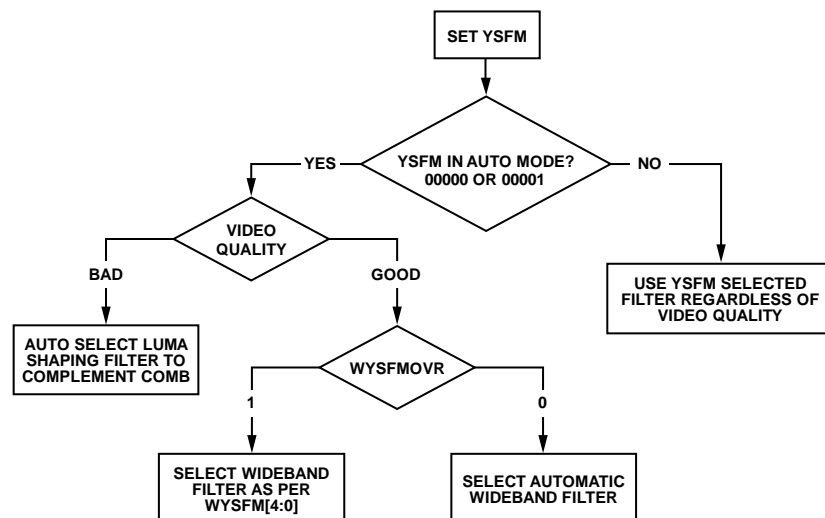 SET YSFM
YSFM IN AUTO MODE?
00000 OR 00001
YES
NO
VIDEO
QUALITY
BAD
GOOD
USE YSFM SELECTED
FILTER REGARDLESS OF
VIDEO QUALITY
AUTO SELECT LUMA
SHAPING FILTER TO
COMPLEMENT COMB
WYSFMOVR
1
0
SELECT WIDEBAND
FILTER AS PER
WYSFM[4:0]
SELECT AUTOMATIC
WIDEBAND FILTER